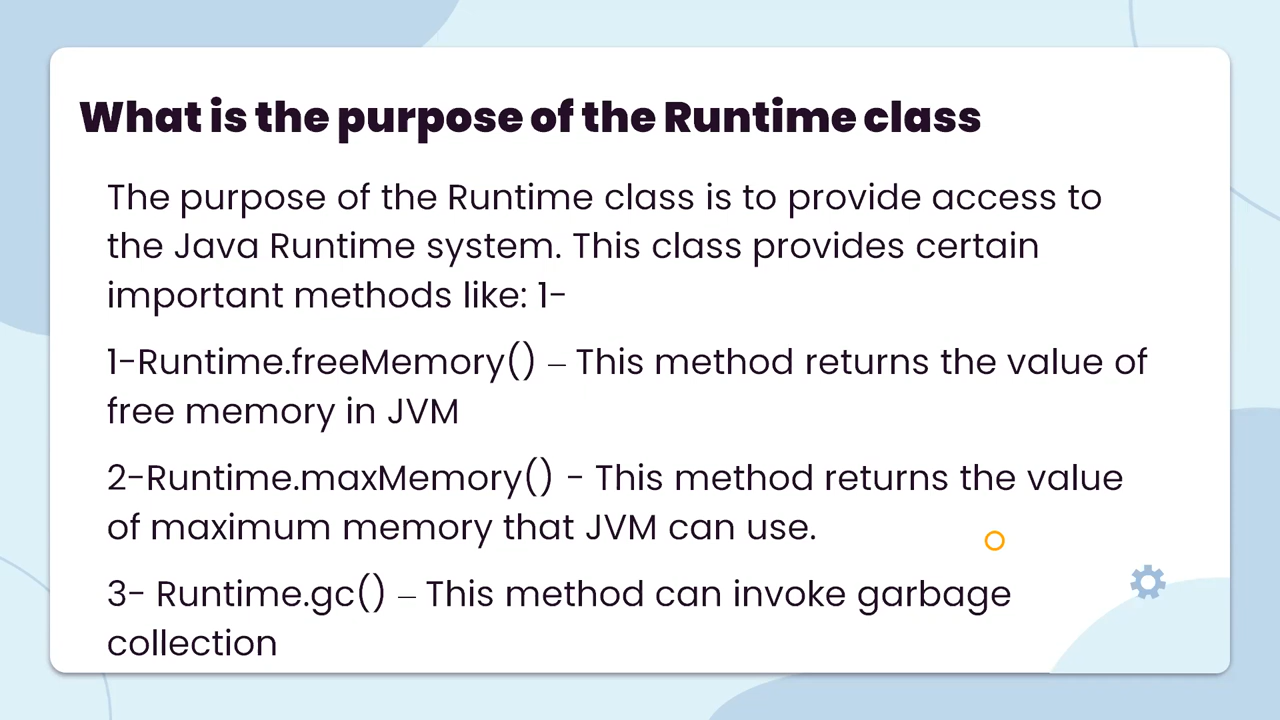 What is the purpose of the Runtime class
The purpose of the Runtime class is to provide access to
the Java Runtime system. This class provides certain
important methods like: 1-
1-Runtime.freeMemory() – This method returns the value of
free memory in JVM
2-Runtime.maxMemory() - This method returns the value
of maximum memory that JVM can use.
3- Runtime.gc() – This method can invoke garbage
collection